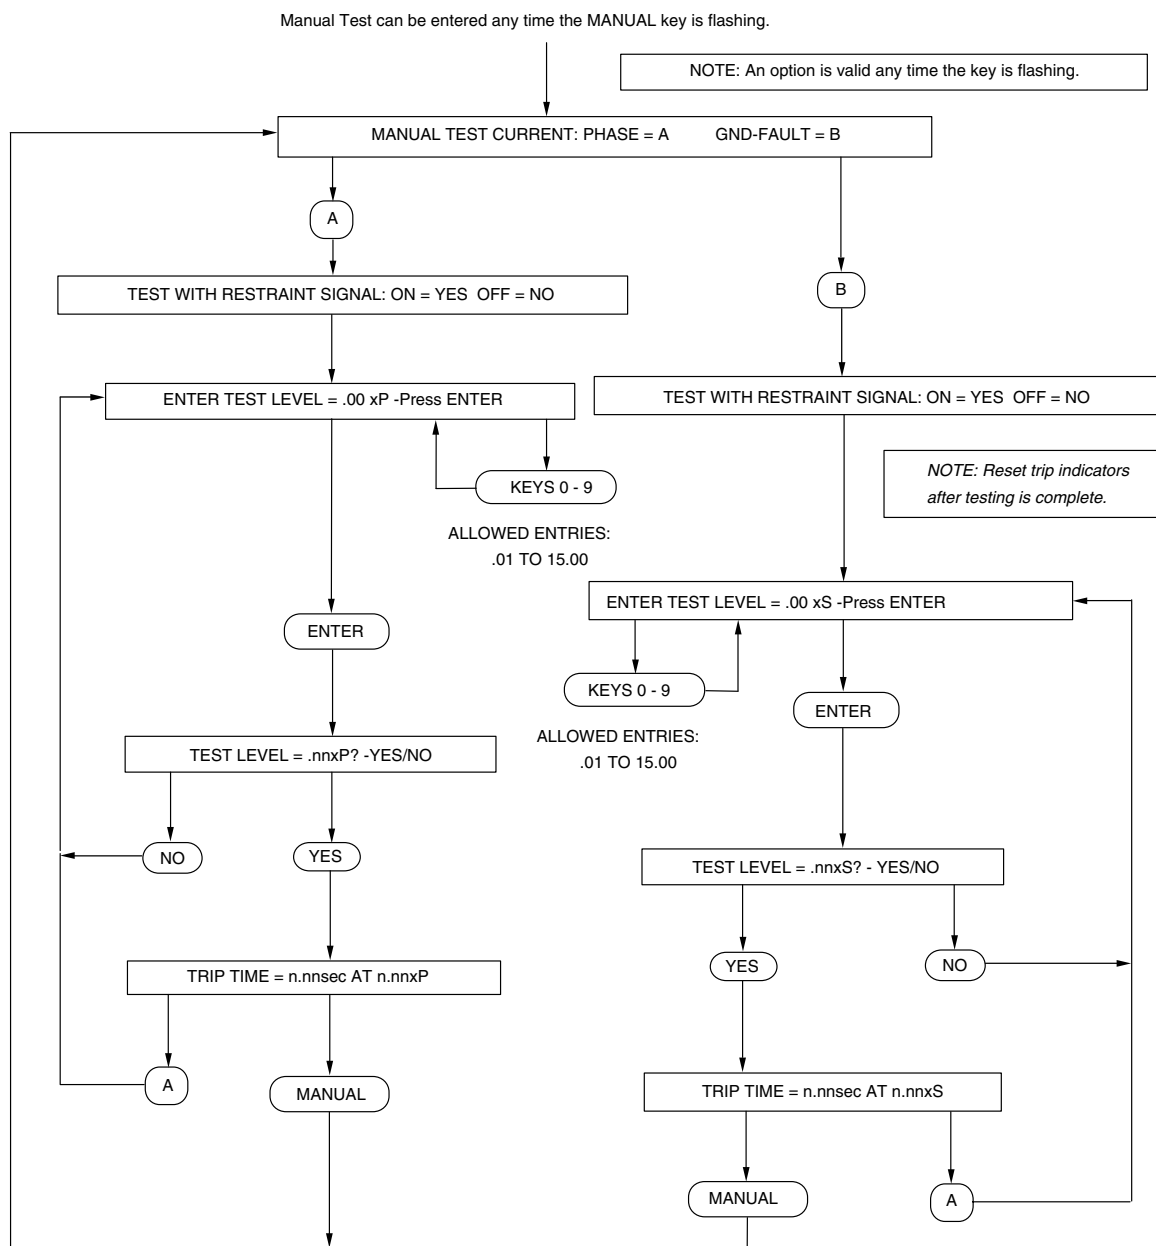 Manual Test can be entered any time the MANUAL key is flashing.
NOTE: An option is valid any time the key is flashing.
MANUAL TEST CURRENT: PHASE = A GND-FAULT = B
A
TEST WITH RESTRAINT SIGNAL: ON = YES OFF = NO
B
ENTER TEST LEVEL = .00 xP -Press ENTER
TEST WITH RESTRAINT SIGNAL: ON = YES OFF = NO
KEYS 0 - 9
NOTE: Reset trip indicators
after testing is complete.
ALLOWED ENTRIES:
.01 TO 15.00
ENTER TEST LEVEL = .00 xS -Press ENTER
ENTER
KEYS 0 - 9
ENTER
ALLOWED ENTRIES:
.01 TO 15.00
TEST LEVEL = .nnxP? -YES/NO
NO
YES
TEST LEVEL = .nnxS? - YES/NO
YES
NO
TRIP TIME = n.nnsec AT n.nnxP
A
MANUAL
TRIP TIME = n.nnsec AT n.nnxS
MANUAL
A